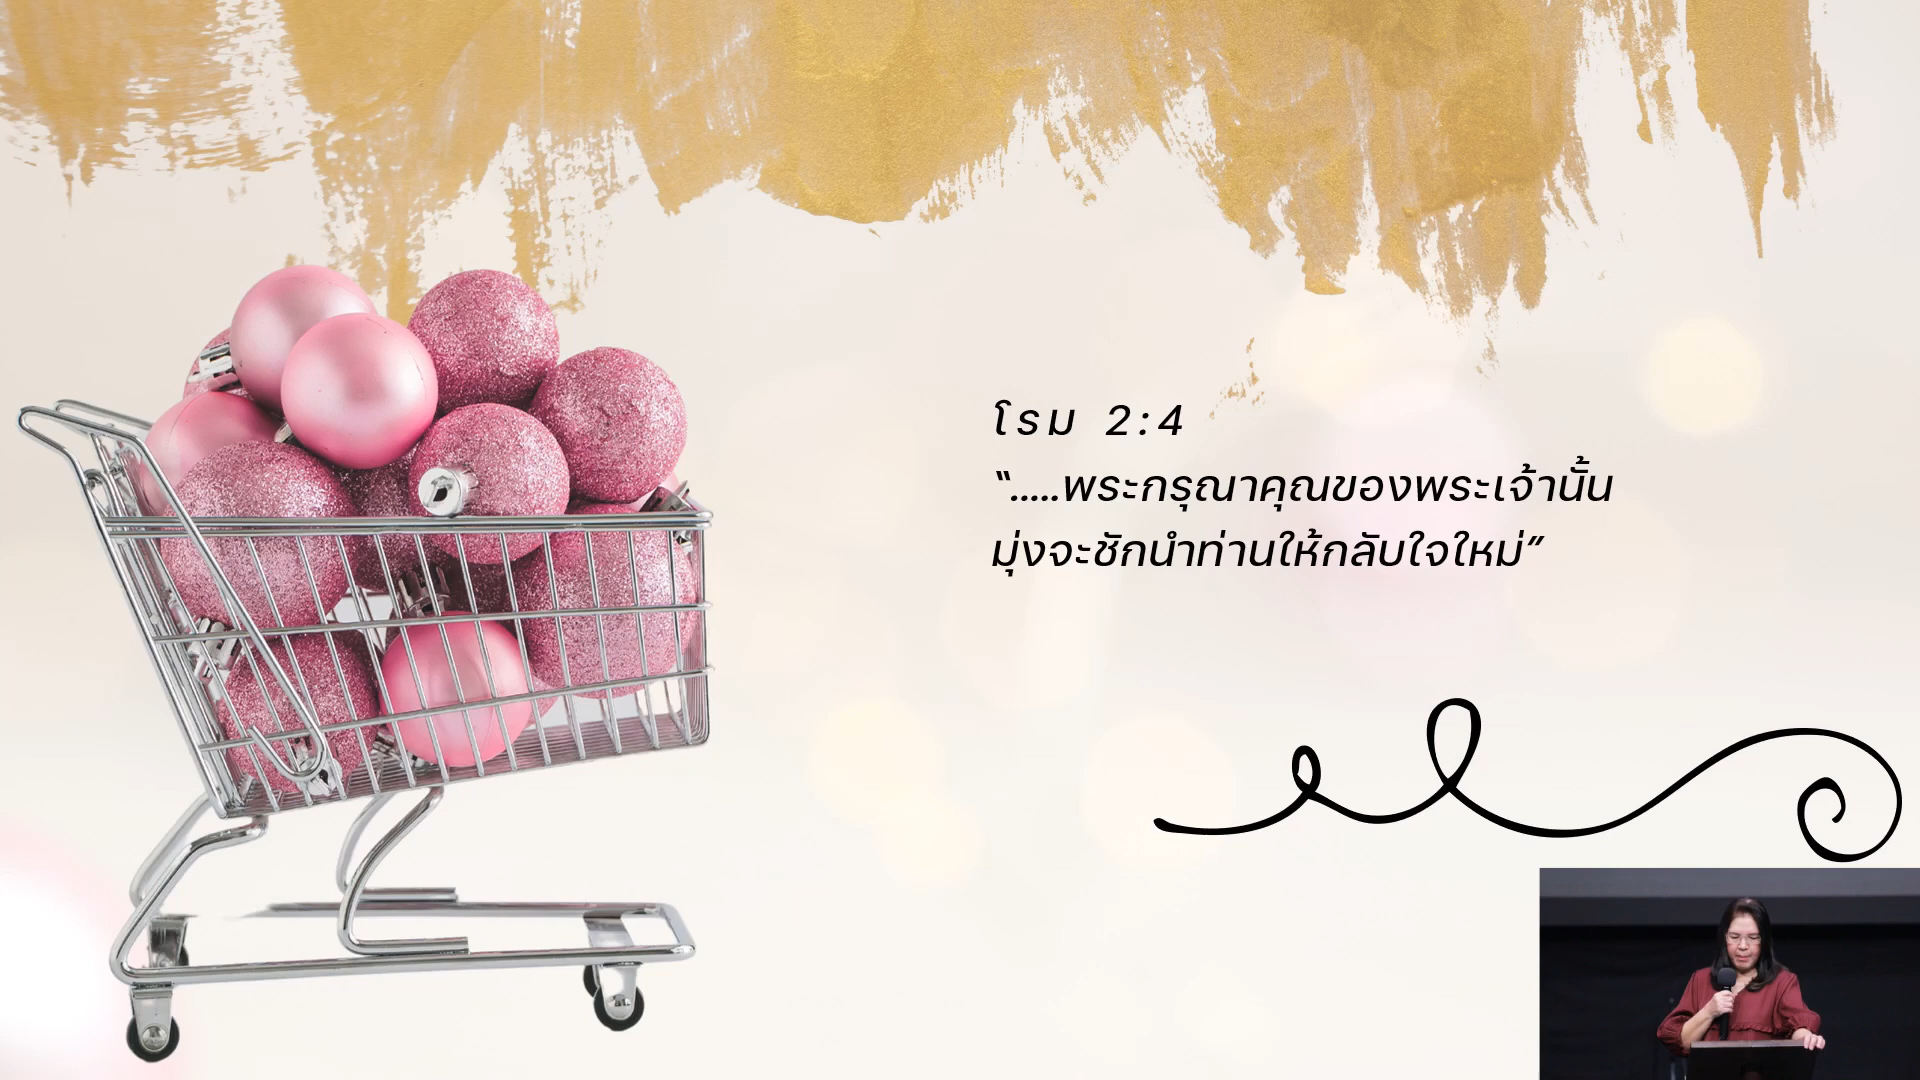 โรม 2:4
“.....พระกรุณาคุณของพระเจ้านั้น
มุ่งจะชักนำท่านให้กลับใจใหม่”